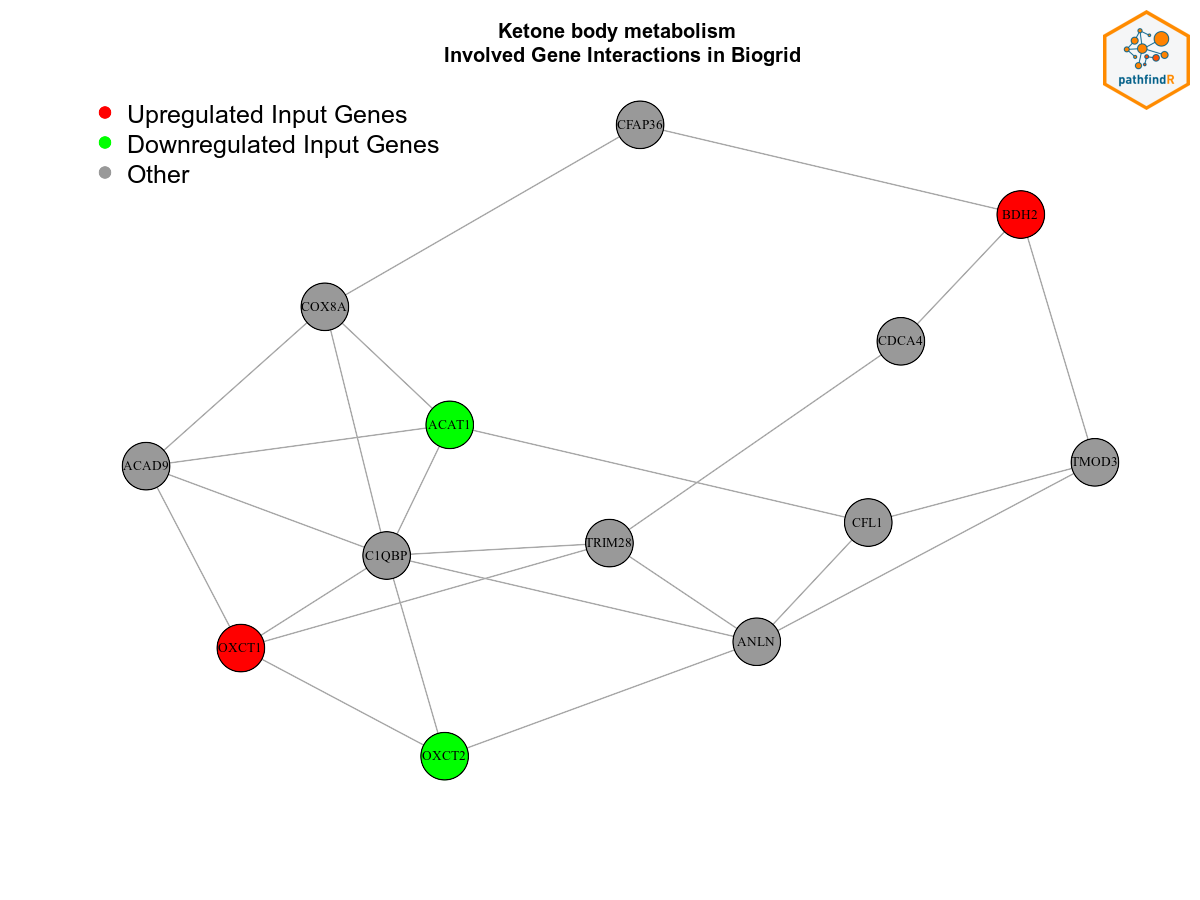 Ketone body metabolism
Involved Gene Interactions in Biogrid
pathfindR
Upregulated Input Genes
Downregulated Input Genes
Other
CFAP36
BDH2
COX8A
CDCA4
ACAT1
ACAD9
TMOD3
CFL1
TRIM28
C1QBP
ANLN
OXCT1
OXCT2